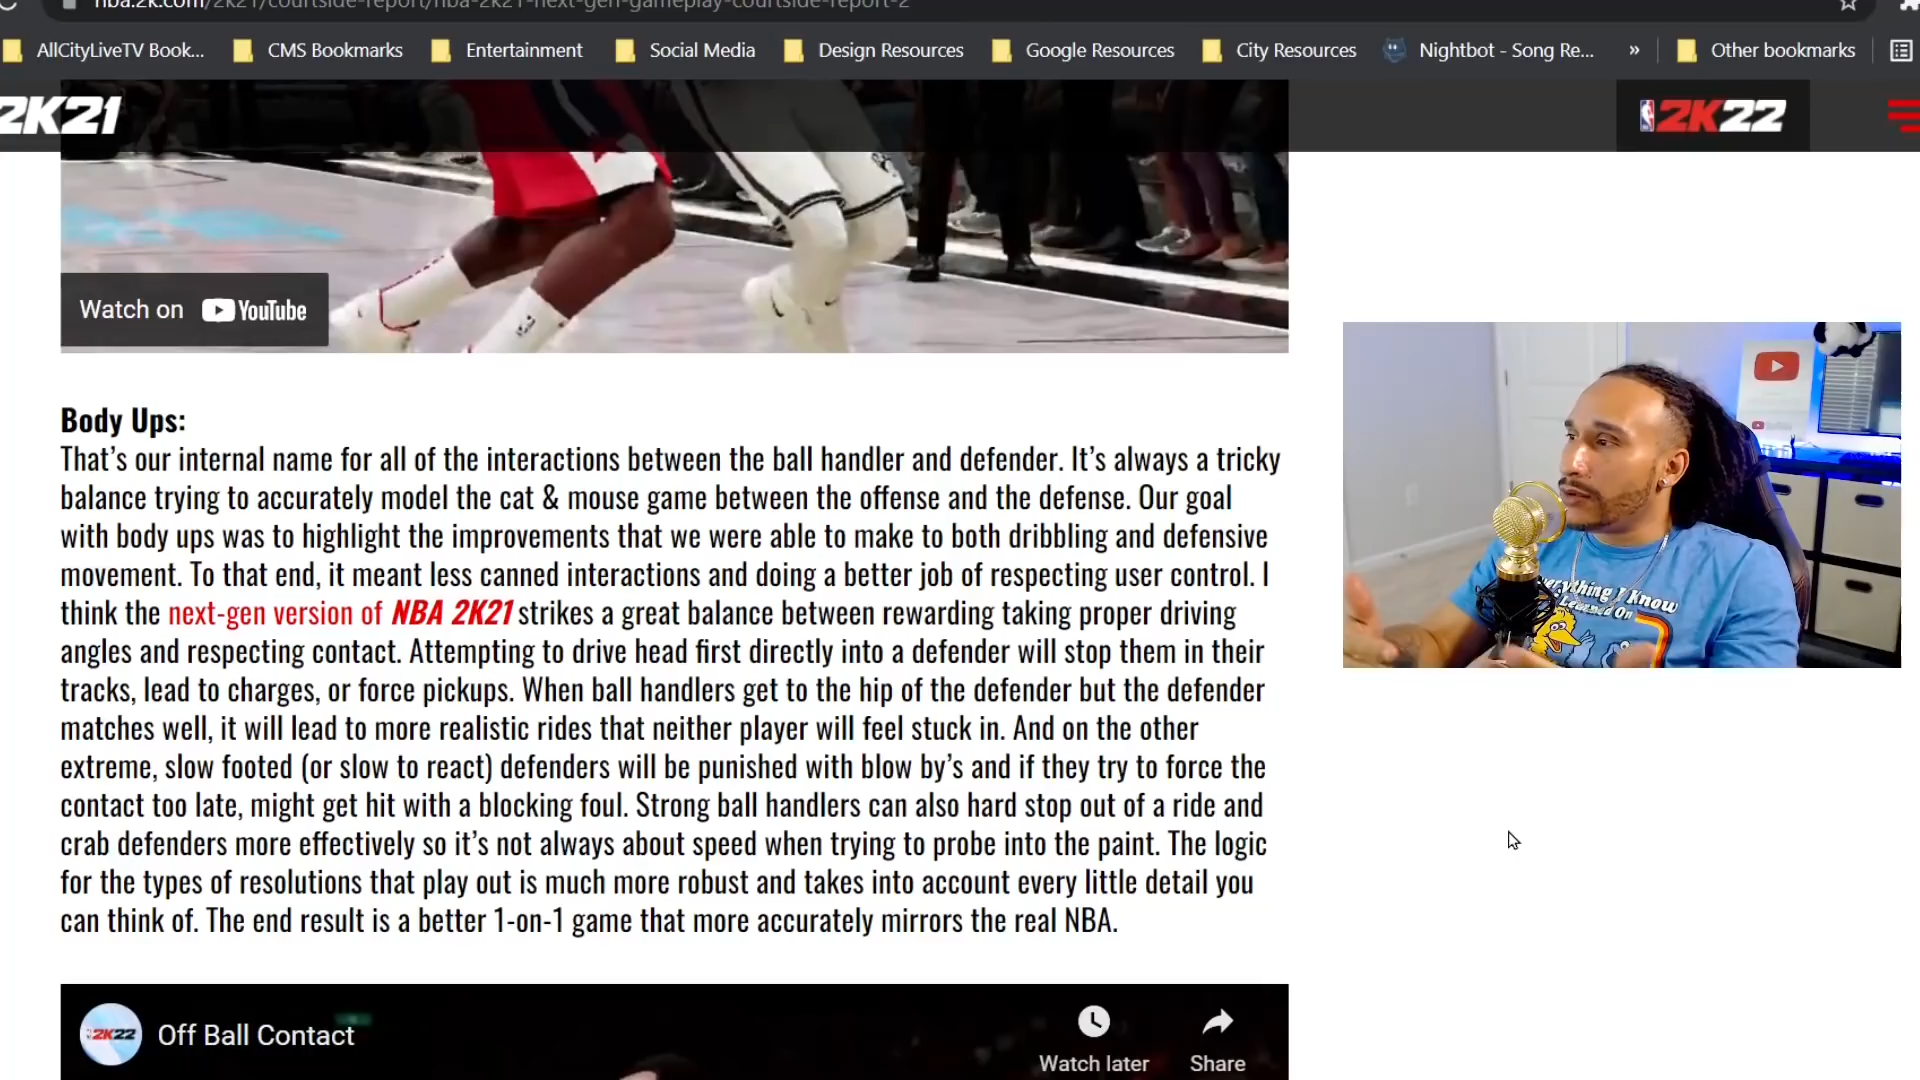 nba.2k.com/2k21/courtside-report/nba-2k21-next-gen-gameplay-courtside-report-2
AllCityLiveTV Book... CMS Bookmarks Entertainment Social Media Design Resources Google Resources City Resources Nightbot - Song Re... » Other bookmarks
2K21
2K22
Watch on YouTube
Body Ups:
That's our internal name for all of the interactions between the ball handler and defender. It's always a tricky
balance trying to accurately model the cat & mouse game between the offense and the defense. Our goal
with body ups was to highlight the improvements that we were able to make to both dribbling and defensive
movement. To that end, it meant less canned interactions and doing a better job of respecting user control. I
think the next-gen version of NBA 2K21 strikes a great balance between rewarding taking proper driving
angles and respecting contact. Attempting to drive head first directly into a defender will stop them in their
tracks, lead to charges, or force pickups. When ball handlers get to the hip of the defender but the defender
matches well, it will lead to more realistic rides that neither player will feel stuck in. And on the other
extreme, slow footed (or slow to react) defenders will be punished with blow by's and if they try to force the
contact too late, might get hit with a blocking foul. Strong ball handlers can also hard stop out of a ride and
crab defenders more effectively so it's not always about speed when trying to probe into the paint. The logic
for the types of resolutions that play out is much more robust and takes into account every little detail you
can think of. The end result is a better 1-on-1 game that more accurately mirrors the real NBA.
Everything I Know
Learned On
2K22
Off Ball Contact
Watch later
Share